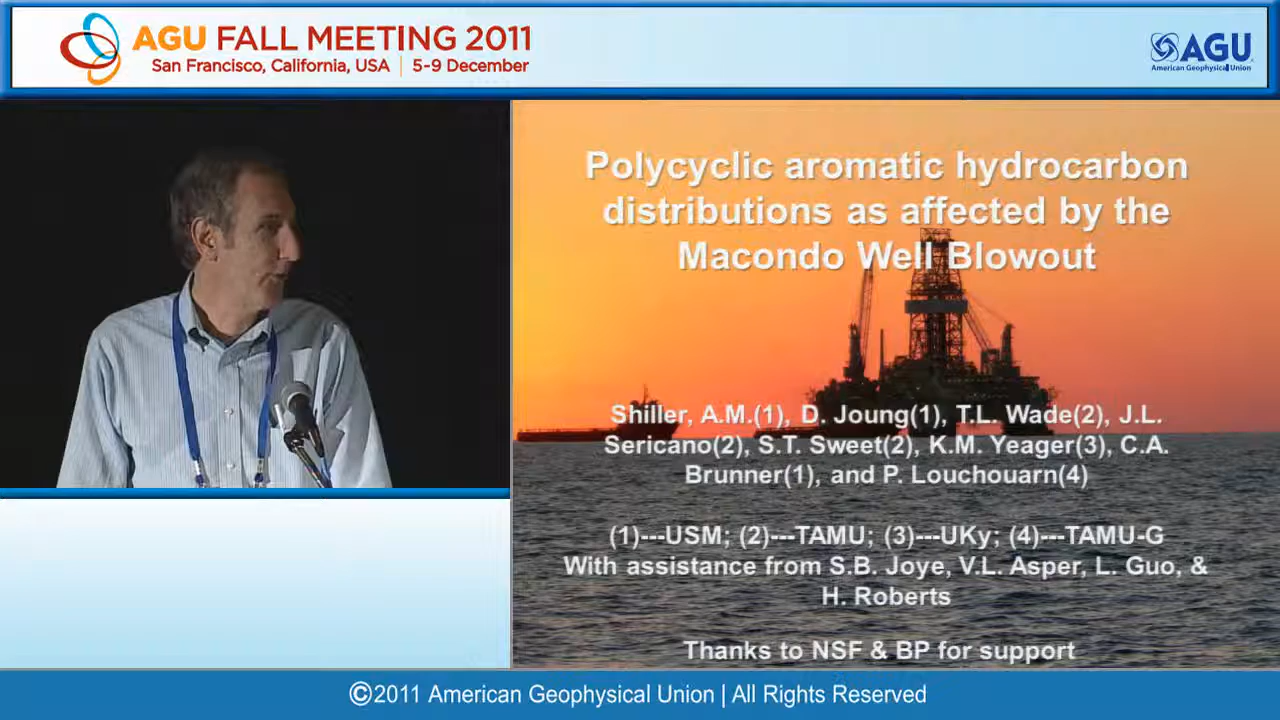 AGU FALL MEETING 2011
San Francisco, California, USA | 5-9 December
AGU
American Geophysical Union
Polycyclic aromatic hydrocarbon
distributions as affected by the
Macondo Well Blowout
Shiller, A.M.(1), D. Joung(1), T.L. Wade(2), J.L.
Sericano(2), S.T. Sweet(2), K.M. Yeager(3), C.A.
Brunner(1), and P. Louchouarn(4)
(1)---USM; (2)---TAMU; (3)---UKy; (4)---TAMU-G
With assistance from S.B. Joye, V.L. Asper, L. Guo, &
H. Roberts
Thanks to NSF & BP for support
©2011 American Geophysical Union | All Rights Reserved